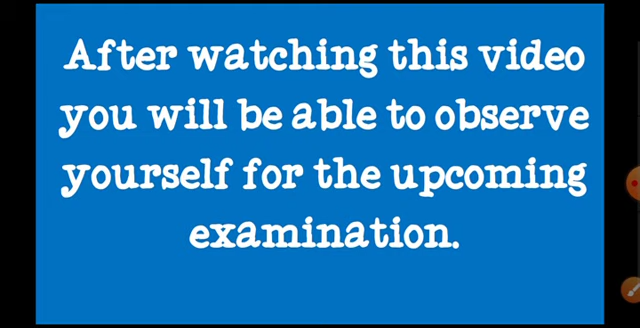 After watching this video
you will be able to observe
yourself for the upcoming
examination.